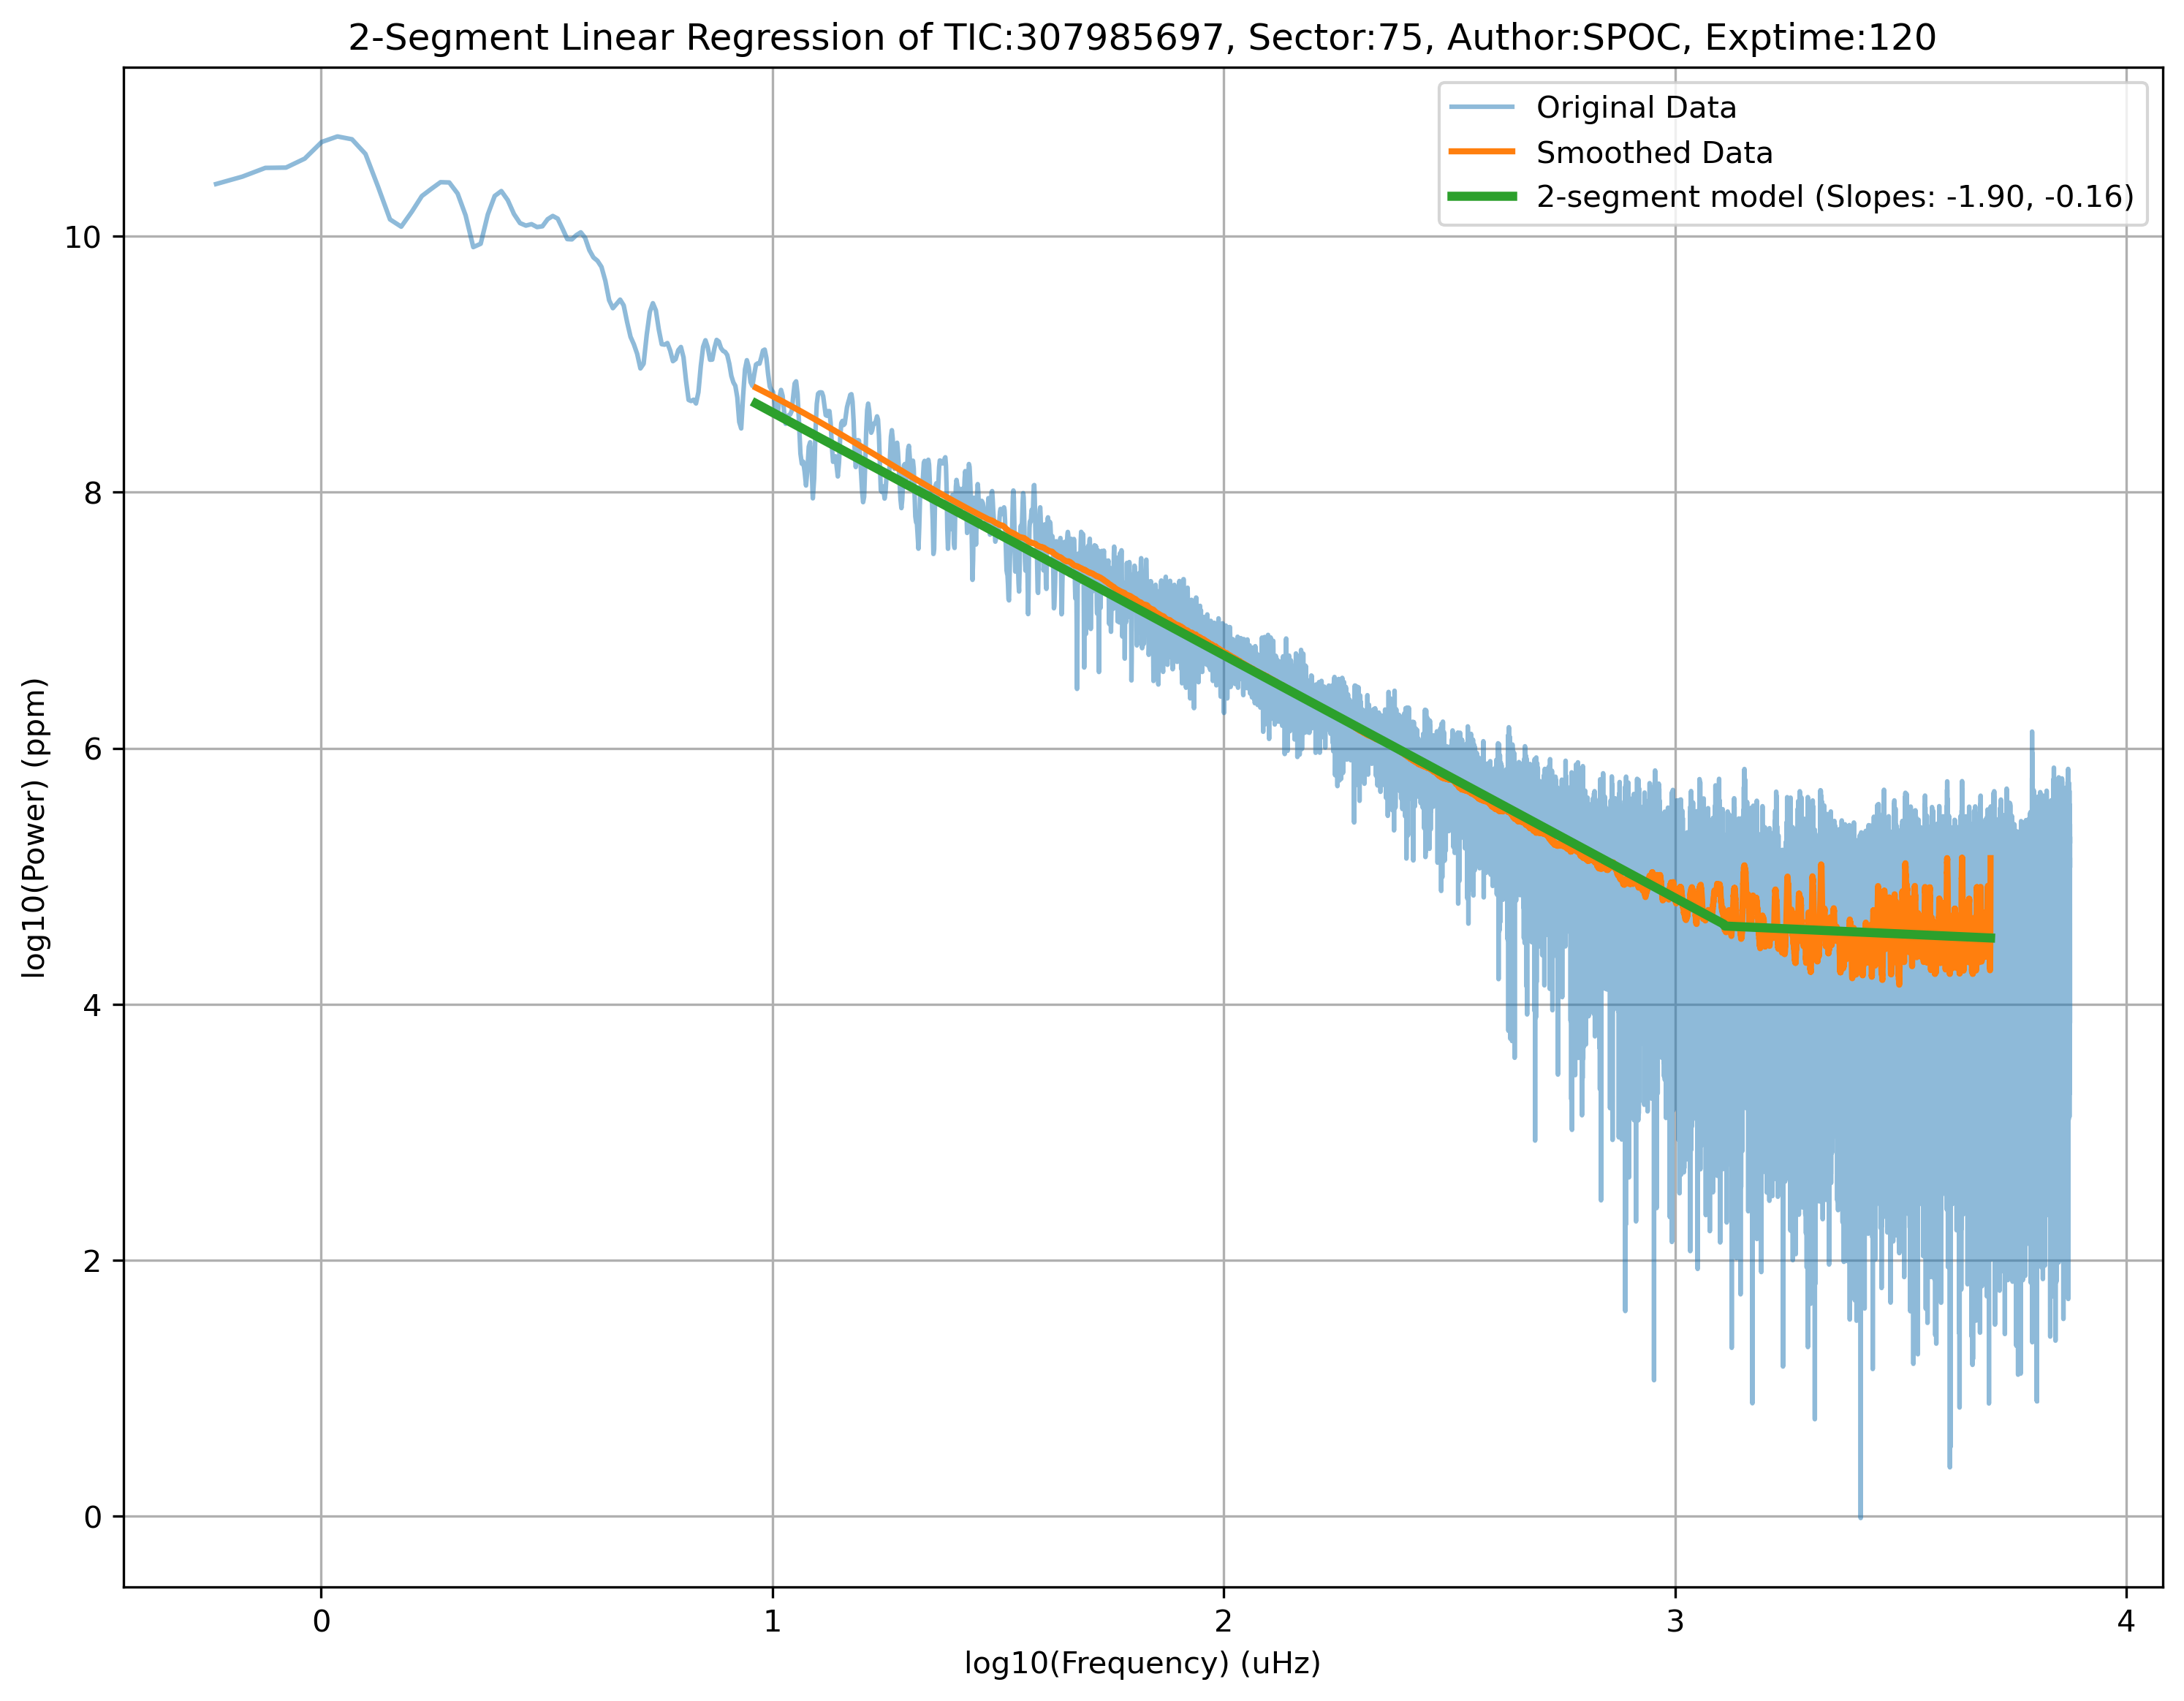 2-Segment Linear Regression of TIC:307985697, Sector:75, Author:SPOC, Exptime:120
Original Data
Smoothed Data
2-segment model (Slopes: -1.90, -0.16)
10
8
6
4
2
0
log10(Power) (ppm)
0 1 2 3 4
log10(Frequency) (uHz)